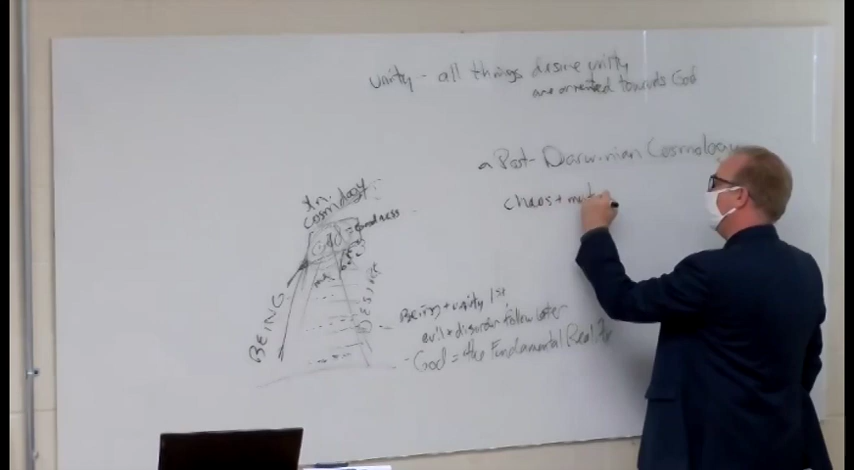 unity - all things desire unity
are oriented towards God
a Post-Darwinian Cosmology
chaos +
Xn.
cosmology
God = Goodness
BEING
DESIRE
Being + unity 1st
evil + disorder follow later
- God = the Fundamental